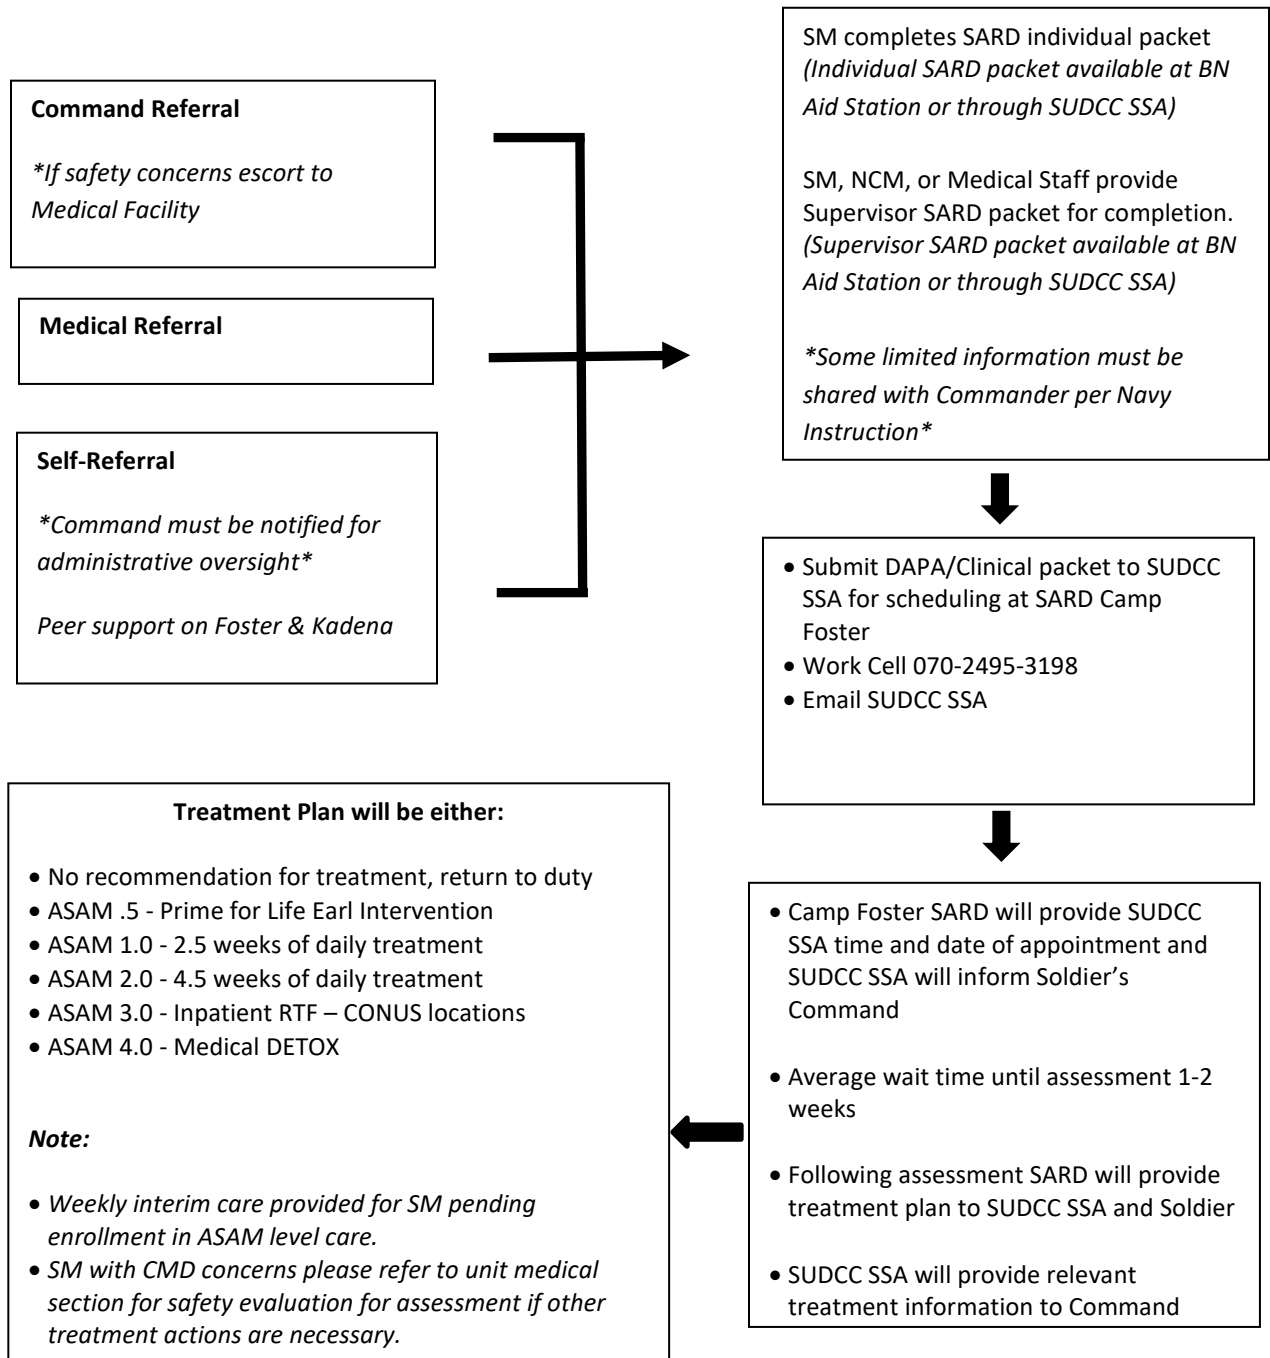 Command Referral
*If safety concerns escort to
Medical Facility
Medical Referral
Self-Referral
*Command must be notified for
administrative oversight*
Peer support on Foster & Kadena
SM completes SARD individual packet
(Individual SARD packet available at BN
Aid Station or through SUDCC SSA)
SM, NCM, or Medical Staff provide
Supervisor SARD packet for completion.
(Supervisor SARD packet available at BN
Aid Station or through SUDCC SSA)
*Some limited information must be
shared with Commander per Navy
Instruction*
• Submit DAPA/Clinical packet to SUDCC
SSA for scheduling at SARD Camp
Foster
• Work Cell 070-2495-3198
• Email SUDCC SSA
• Camp Foster SARD will provide SUDCC
SSA time and date of appointment and
SUDCC SSA will inform Soldier’s
Command
• Average wait time until assessment 1-2
weeks
• Following assessment SARD will provide
treatment plan to SUDCC SSA and Soldier
• SUDCC SSA will provide relevant
treatment information to Command
Treatment Plan will be either:
• No recommendation for treatment, return to duty
• ASAM .5 - Prime for Life Earl Intervention
• ASAM 1.0 - 2.5 weeks of daily treatment
• ASAM 2.0 - 4.5 weeks of daily treatment
• ASAM 3.0 - Inpatient RTF – CONUS locations
• ASAM 4.0 - Medical DETOX
Note:
• Weekly interim care provided for SM pending
enrollment in ASAM level care.
• SM with CMD concerns please refer to unit medical
section for safety evaluation for assessment if other
treatment actions are necessary.